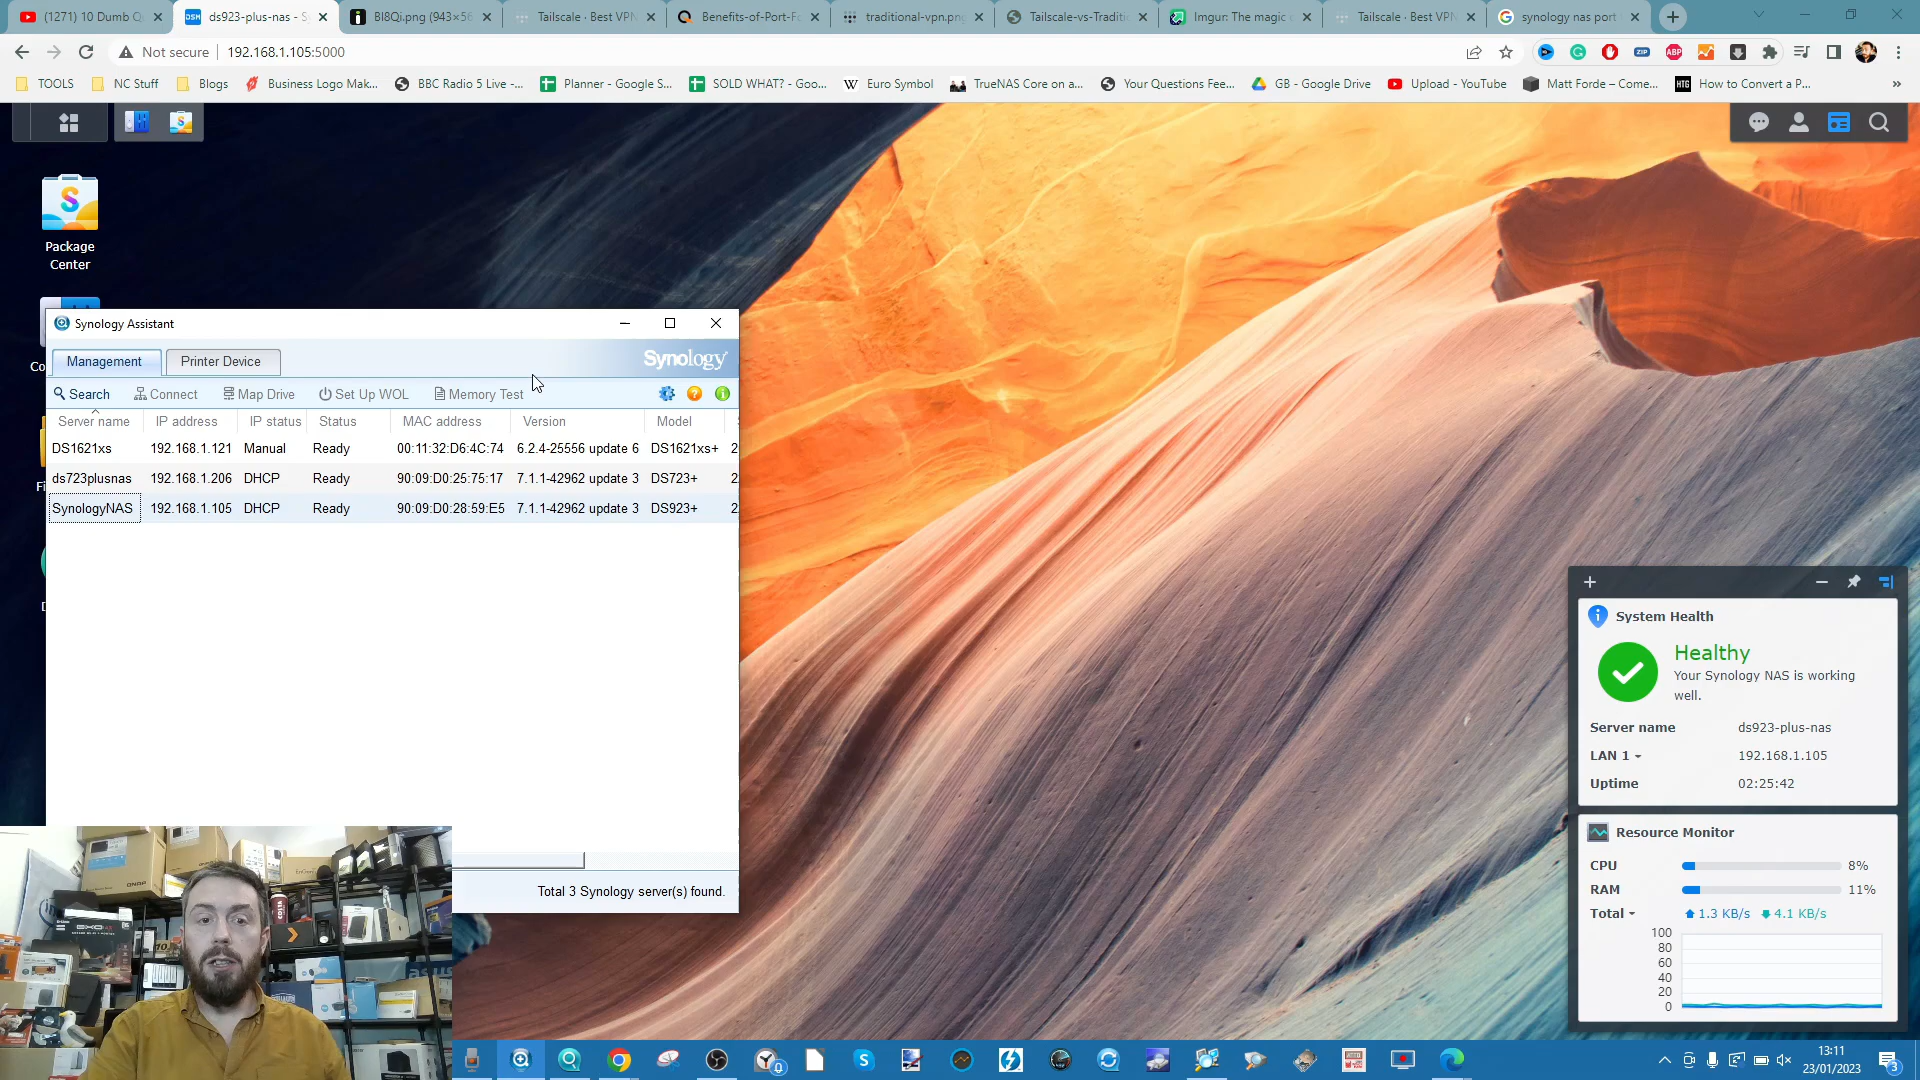 (1271) 10 Dumb Q
ds923-plus-nas - S
BI8Qi.png (943×56
Tailscale · Best VPN
Benefits-of-Port-Fo
traditional-vpn.png
Tailscale-vs-Traditi
Imgur: The magic
Tailscale · Best VPN
synology nas port
Not secure
192.168.1.105:5000
TOOLS
NC Stuff
Blogs
Business Logo Mak...
BBC Radio 5 Live -...
Planner - Google S...
SOLD WHAT? - Goo...
Euro Symbol
TrueNAS Core on a...
Your Questions Fee...
GB - Google Drive
Upload - YouTube
Matt Forde – Come...
How to Convert a P...
Package
Center
Synology Assistant
Management
Printer Device
Synology
Search
Connect
Map Drive
Set Up WOL
Memory Test
Server name IP address IP status Status MAC address Version Model
DS1621xs 192.168.1.121 Manual Ready 00:11:32:D6:4C:74 6.2.4-25556 update 6 DS1621xs+ 2
ds723plusnas 192.168.1.206 DHCP Ready 90:09:D0:25:75:17 7.1.1-42962 update 3 DS723+ 2
SynologyNAS 192.168.1.105 DHCP Ready 90:09:D0:28:59:E5 7.1.1-42962 update 3 DS923+ 2
Total 3 Synology server(s) found.
System Health
Healthy
Your Synology NAS is working
well.
Server name ds923-plus-nas
LAN 1 192.168.1.105
Uptime 02:25:42
Resource Monitor
CPU 8%
RAM 11%
Total 1.3 KB/s 4.1 KB/s
100
80
60
40
20
0
13:11
23/01/2023
3